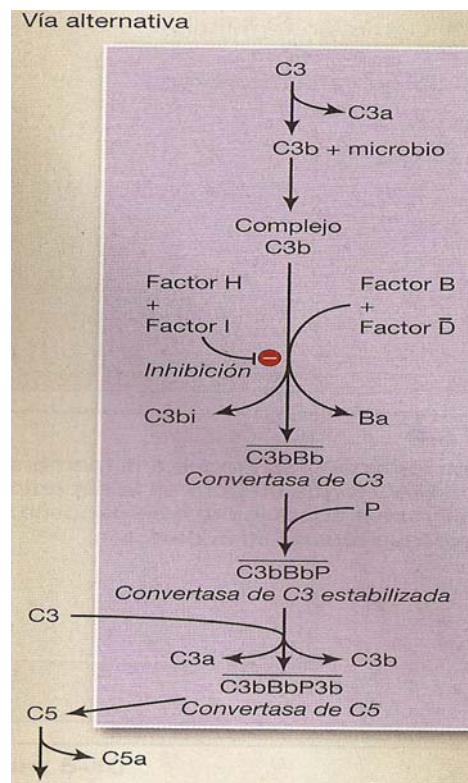 Vía alternativa
C3
C3a
C3b + microbio
Complejo
C3b
Factor H
+
Factor I
Factor B
+
Factor D̅
Inhibición
C3bi
Ba
C3bBb
Convertasa de C3
P
C3bBbP
Convertasa de C3 estabilizada
C3
C3a
C3b
C3bBbP3b
Convertasa de C5
C5
C5a